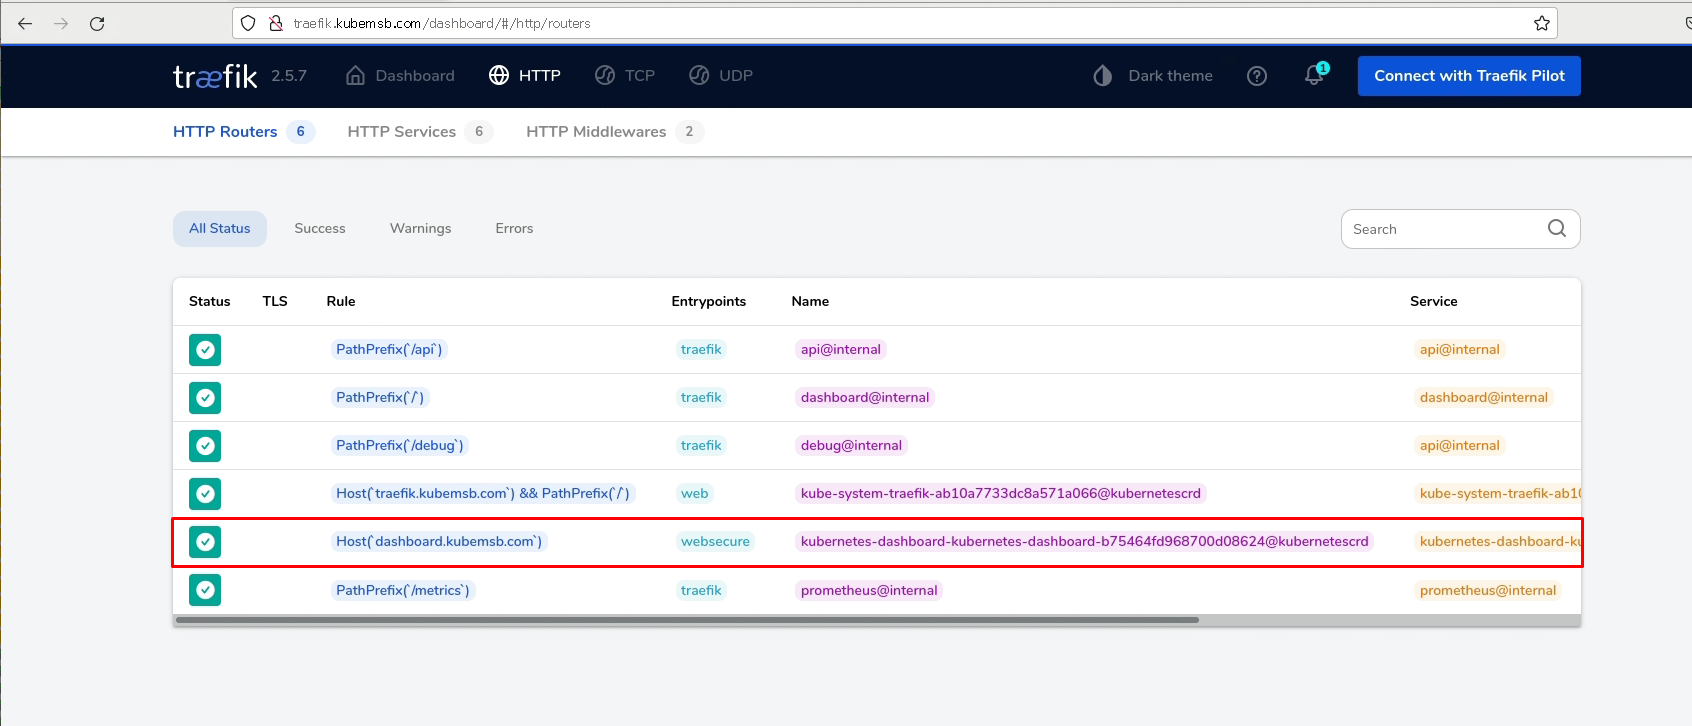 traefik.kubemsb.com/dashboard/#/http/routers
træfik 2.5.7 Dashboard HTTP TCP UDP Dark theme 1 Connect with Traefik Pilot
HTTP Routers 6 HTTP Services 6 HTTP Middlewares 2
All Status Success Warnings Errors Search
Status TLS Rule Entrypoints Name Service
PathPrefix(`/api`) traefik api@internal api@internal
PathPrefix(`/`) traefik dashboard@internal dashboard@internal
PathPrefix(`/debug`) traefik debug@internal api@internal
Host(`traefik.kubemsb.com`) && PathPrefix(`/`) web kube-system-traefik-ab10a7733dc8a571a066@kubernetescrd kube-system-traefik-ab10
Host(`dashboard.kubemsb.com`) websecure kubernetes-dashboard-kubernetes-dashboard-b75464fd968700d08624@kubernetescrd kubernetes-dashboard-ku
PathPrefix(`/metrics`) traefik prometheus@internal prometheus@internal